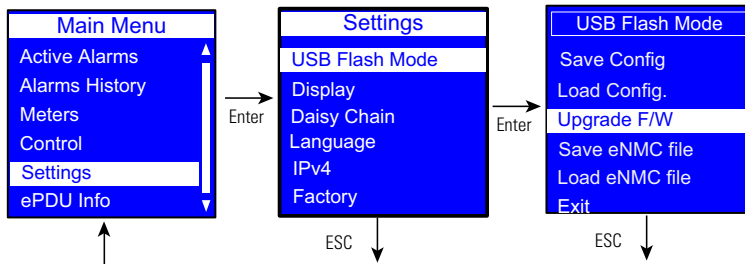 Main Menu
Active Alarms
Alarms History
Meters
Control
Settings
ePDU Info
Enter
Settings
USB Flash Mode
Display
Daisy Chain
Language
IPv4
Factory
ESC
Enter
USB Flash Mode
Save Config
Load Config.
Upgrade F/W
Save eNMC file
Load eNMC file
Exit
ESC